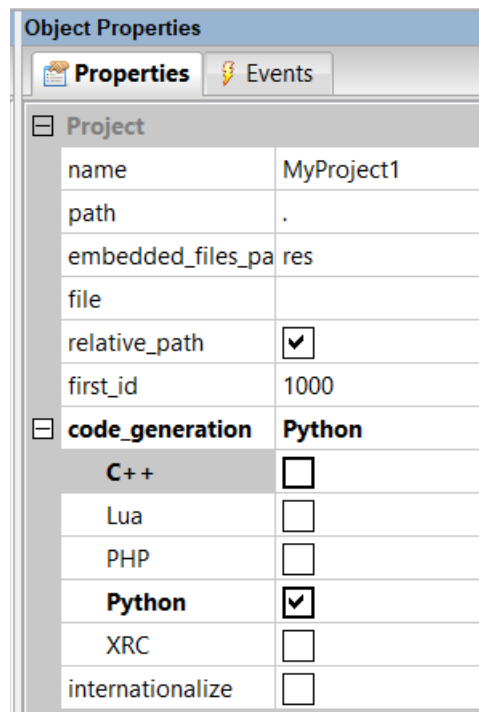 Object Properties
Properties Events
Project
name MyProject1
path .
embedded_files_pa res
file
relative_path
first_id 1000
code_generation Python
C++
Lua
PHP
Python
XRC
internationalize